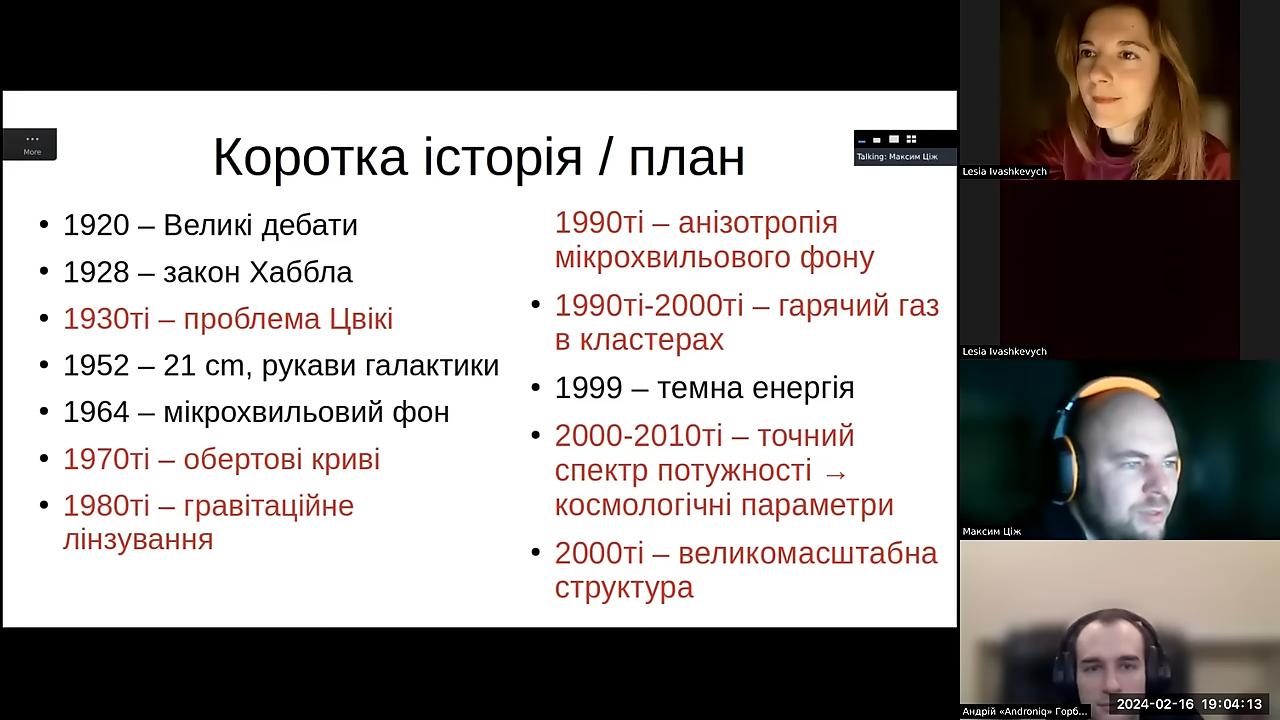 More
Коротка історія / план
Talking: Максим Ціж
1920 – Великі дебати
1928 – закон Хаббла
1930ті – проблема Цвікі
1952 – 21 cm, рукави галактики
1964 – мікрохвильовий фон
1970ті – обертові криві
1980ті – гравітаційне
лінзування
1990ті – анізотропія
мікрохвильового фону
1990ті-2000ті – гарячий газ
в кластерах
1999 – темна енергія
2000-2010ті – точний
спектр потужності →
космологічні параметри
2000ті – великомасштабна
структура
Lesia Ivashkevych
Lesia Ivashkevych
Максим Ціж
Андрій «Androniq» Горб...
2024-02-16 19:04:13